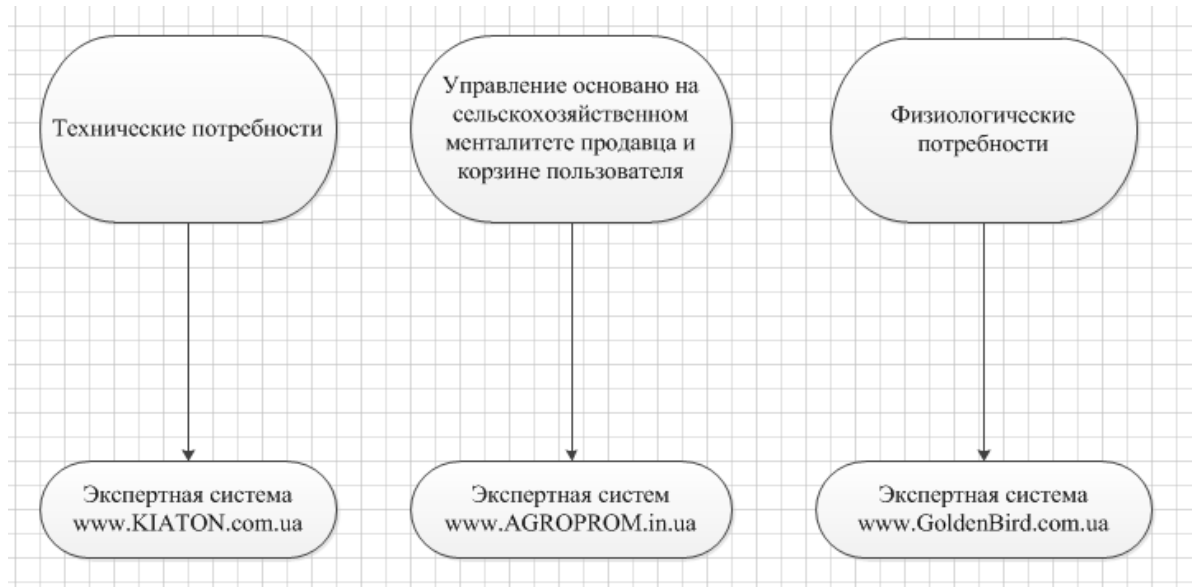 Технические потребности
Управление основано на
сельскохозяйственном
менталитете продавца и
корзине пользователя
Физиологические
потребности
Экспертная система
www.KIATON.com.ua
Экспертная систем
www.AGROPROM.in.ua
Экспертная система
www.GoldenBird.com.ua